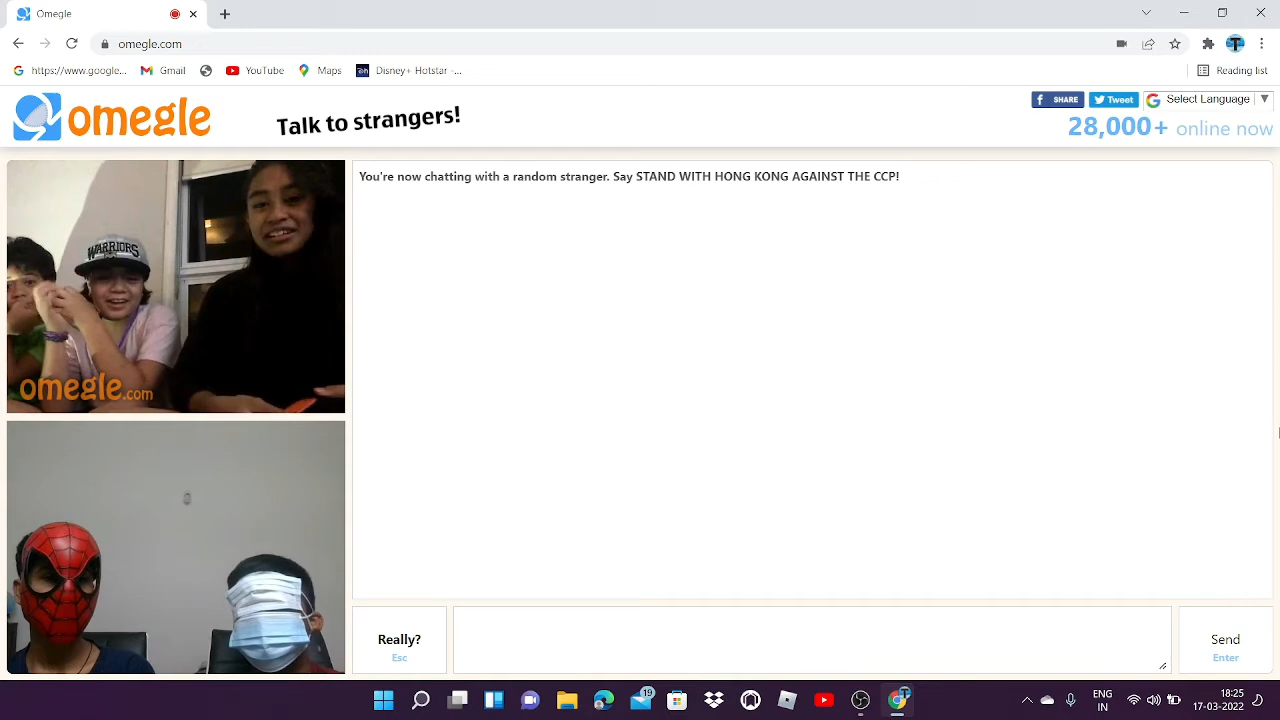 Omegle
omegle.com
https://www.google...
Gmail
YouTube
Maps
Disney+ Hotstar -...
Reading list
omegle
Talk to strangers!
SHARE
Tweet
Select Language
28,000+ online now
You're now chatting with a random stranger. Say STAND WITH HONG KONG AGAINST THE CCP!
WARRIORS
omegle.com
Really?
Esc
Send
Enter
19
ENG
IN
18:25
17-03-2022